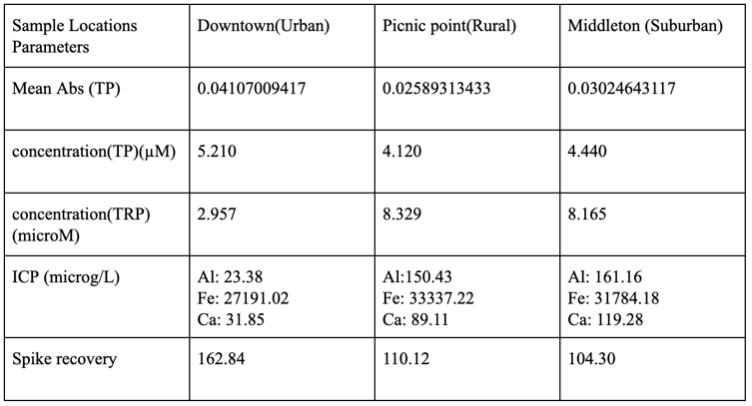 Sample Locations Parameters | Downtown(Urban) | Picnic point(Rural) | Middleton (Suburban)
Mean Abs (TP) | 0.04107009417 | 0.02589313433 | 0.03024643117
concentration(TP)(µM) | 5.210 | 4.120 | 4.440
concentration(TRP) (microM) | 2.957 | 8.329 | 8.165
ICP (microg/L) | Al: 23.38 | Al:150.43 | Al: 161.16
Fe: 27191.02 | Fe: 33337.22 | Fe: 31784.18
Ca: 31.85 | Ca: 89.11 | Ca: 119.28
Spike recovery | 162.84 | 110.12 | 104.30